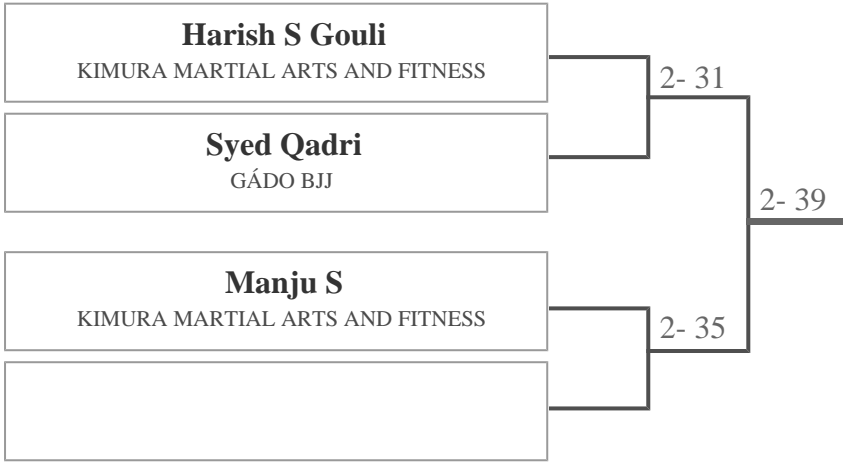 Harish S Gouli
KIMURA MARTIAL ARTS AND FITNESS
2- 31
Syed Qadri
GÁDO BJJ
2- 39
Manju S
KIMURA MARTIAL ARTS AND FITNESS
2- 35